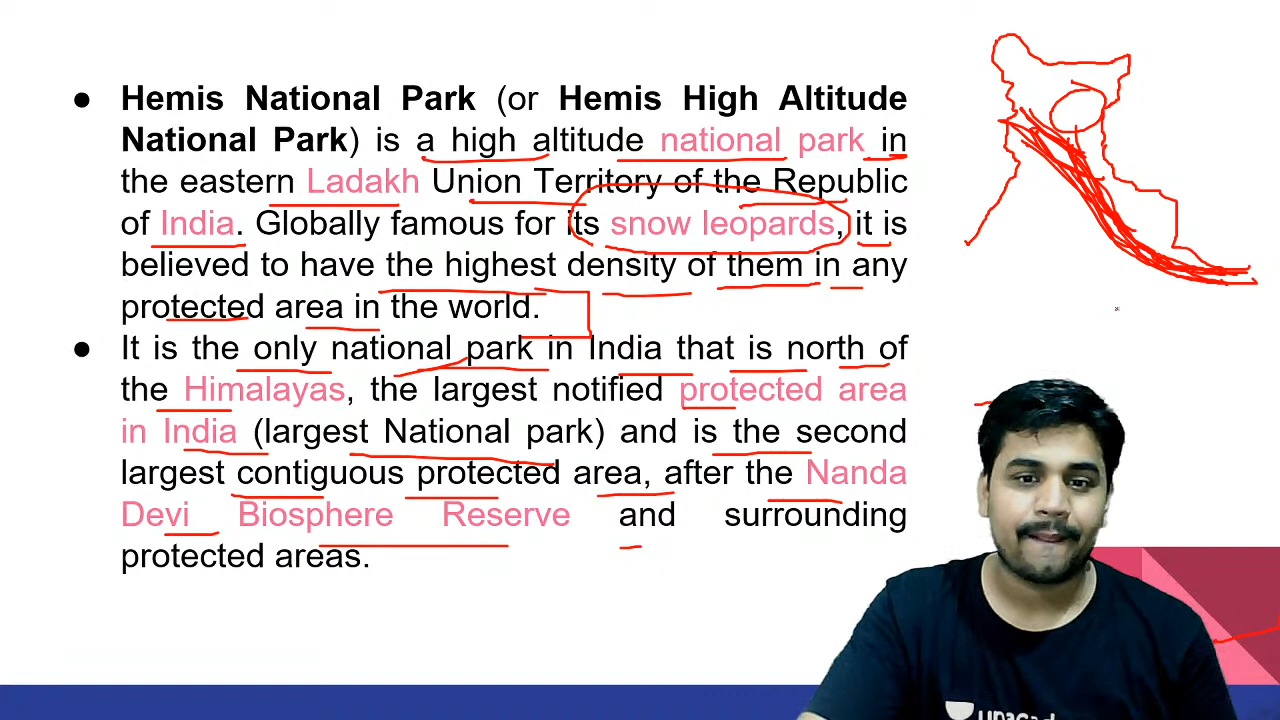 ● Hemis National Park (or Hemis High Altitude
National Park) is a high altitude national park in
the eastern Ladakh Union Territory of the Republic
of India. Globally famous for its snow leopards, it is
believed to have the highest density of them in any
protected area in the world.
● It is the only national park in India that is north of
the Himalayas, the largest notified protected area
in India (largest National park) and is the second
largest contiguous protected area, after the Nanda
Devi Biosphere Reserve and surrounding
protected areas.